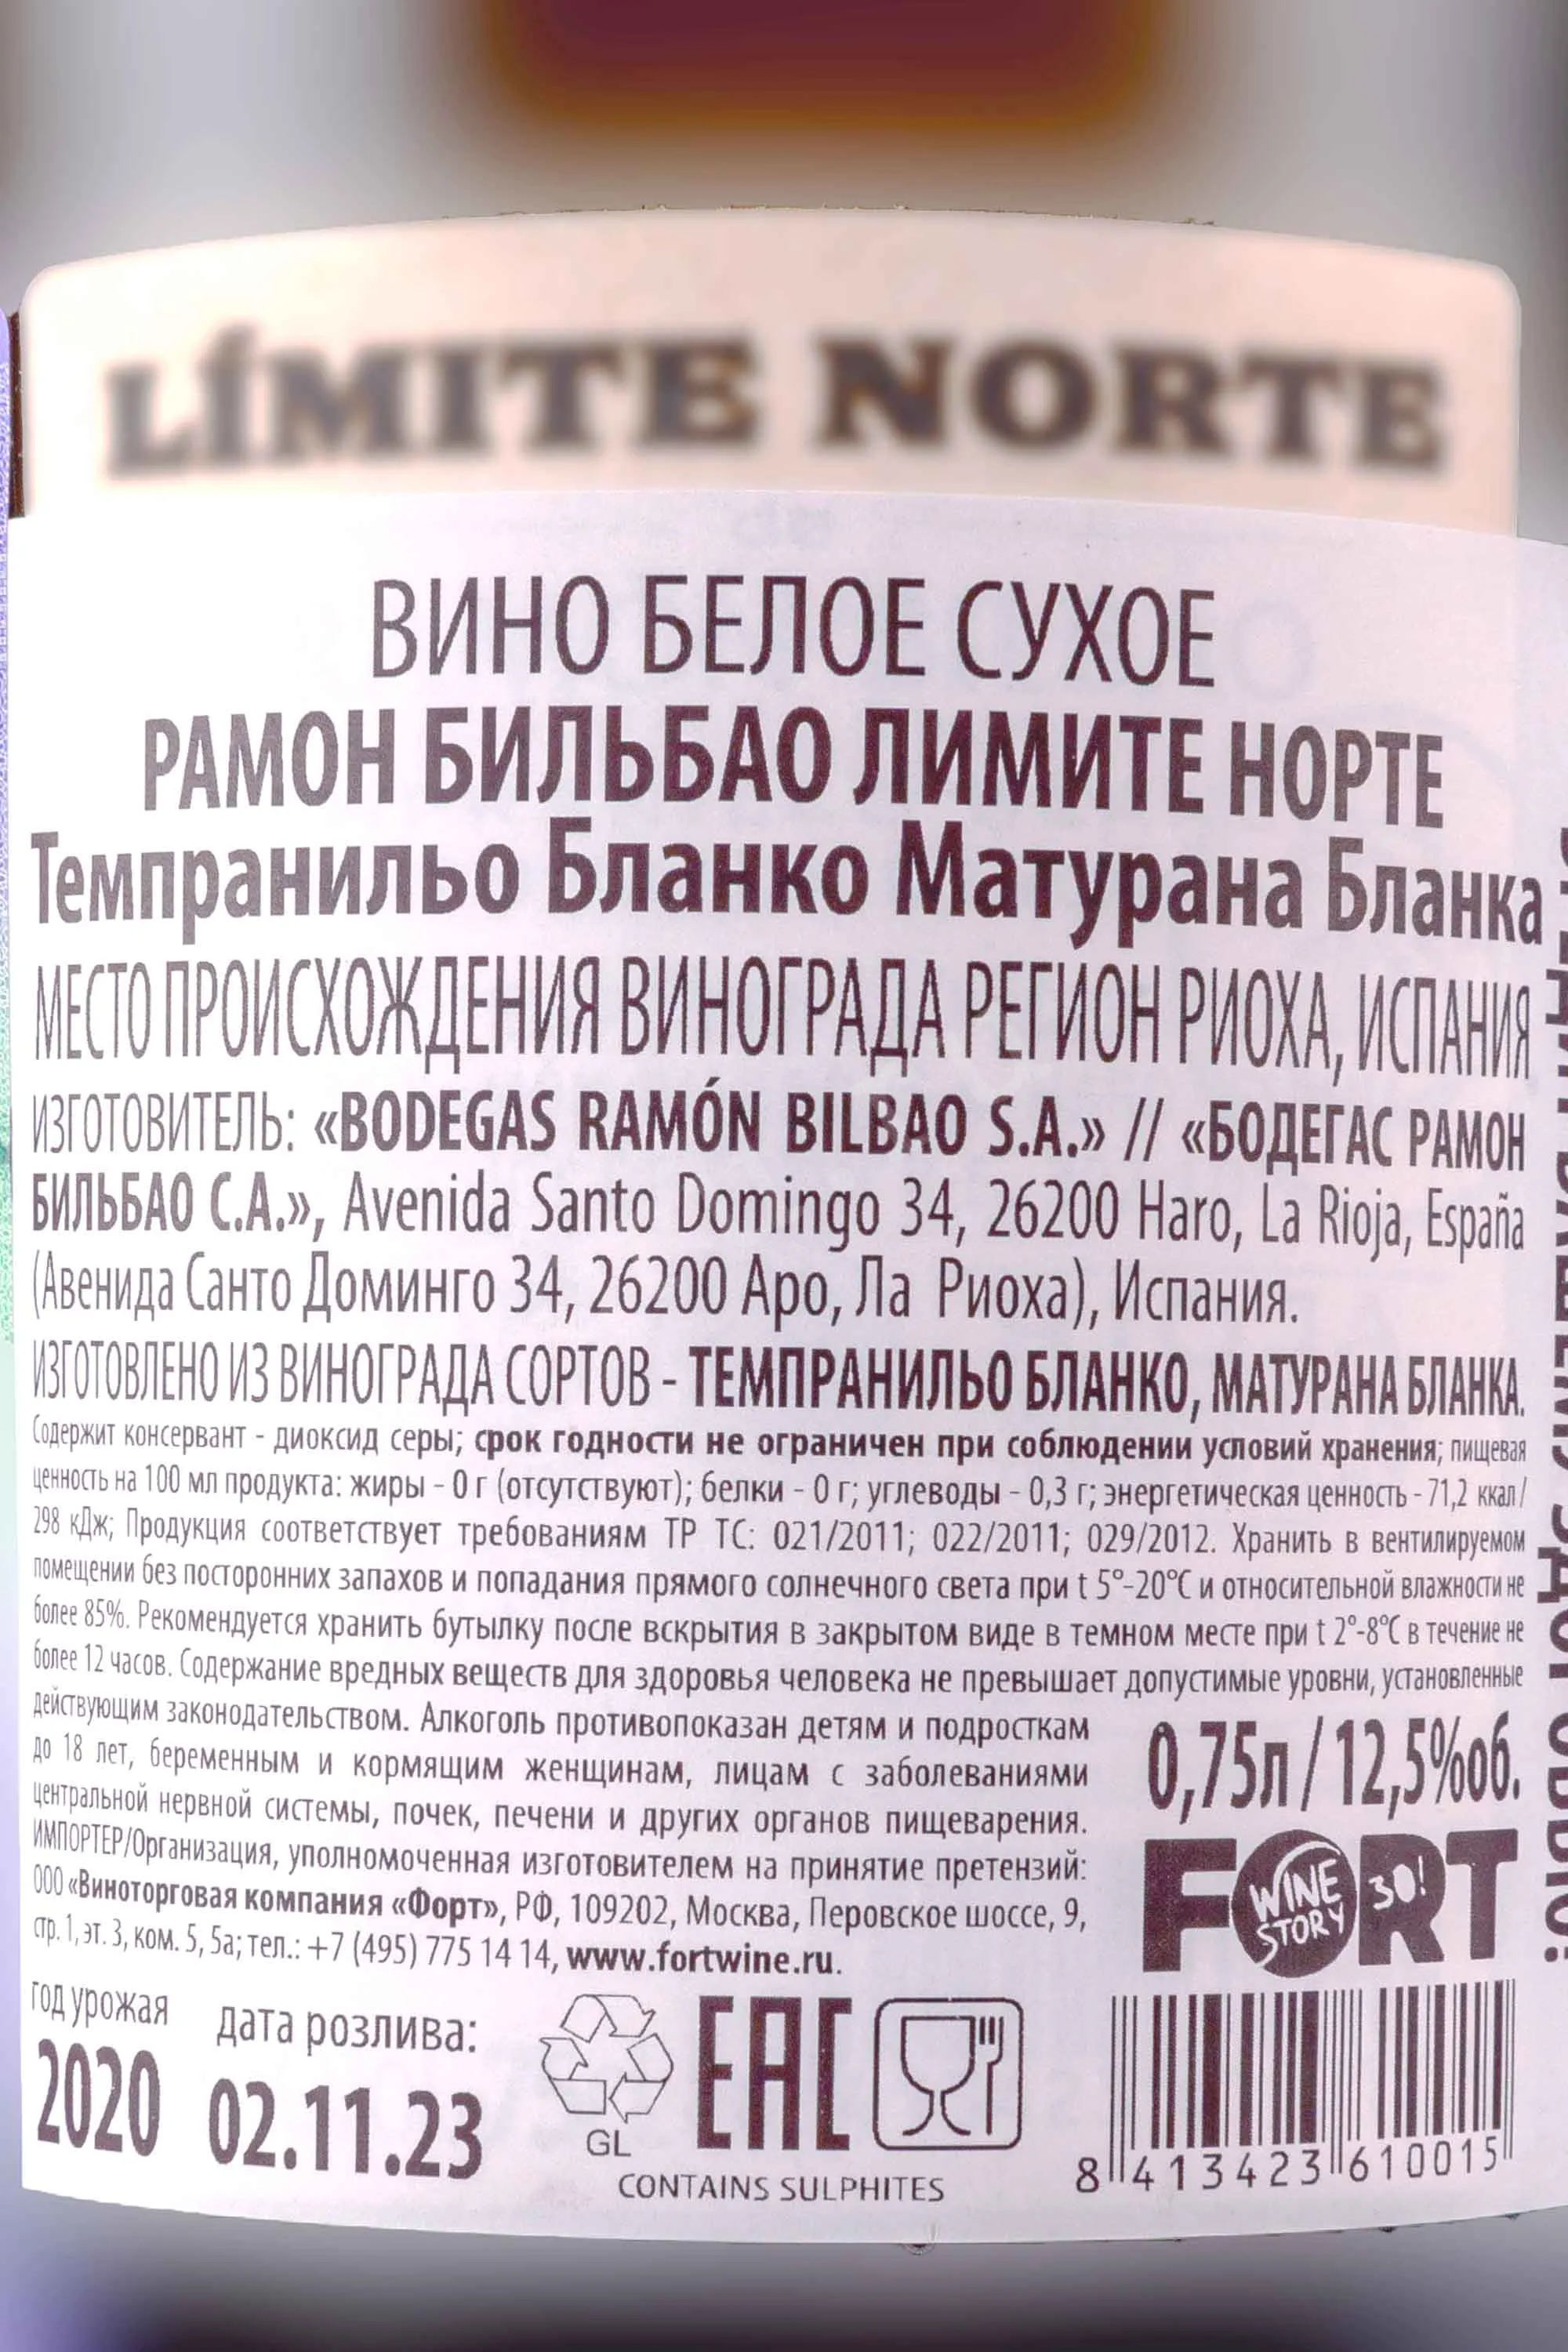 LÍMITE NORTE
ВИНО БЕЛОЕ СУХОЕ
РАМОН БИЛЬБАО ЛИМИТЕ НОРТЕ
Темпранильо Бланко Матурана Бланка
МЕСТО ПРОИСХОЖДЕНИЯ ВИНОГРАДА РЕГИОН РИОХА, ИСПАНИЯ
ИЗГОТОВИТЕЛЬ: «BODEGAS RAMÓN BILBAO S.A.» // «БОДЕГАС РАМОН
БИЛЬБАО С.А.», Avenida Santo Domingo 34, 26200 Haro, La Rioja, España
(Авенида Санто Доминго 34, 26200 Аро, Ла Риоха), Испания.
ИЗГОТОВЛЕНО ИЗ ВИНОГРАДА СОРТОВ - ТЕМПРАНИЛЬО БЛАНКО, МАТУРАНА БЛАНКА.
Содержит консервант - диоксид серы; срок годности не ограничен при соблюдении условий хранения; пищевая
ценность на 100 мл продукта: жиры - 0 г (отсутствуют); белки - 0 г; углеводы - 0,3 г; энергетическая ценность - 71,2 ккал/
298 кДж; Продукция соответствует требованиям ТР ТС: 021/2011; 022/2011; 029/2012. Хранить в вентилируемом
помещении без посторонних запахов и попадания прямого солнечного света при t 5°-20°С и относительной влажности не
более 85%. Рекомендуется хранить бутылку после вскрытия в закрытом виде в темном месте при t 2°-8°С в течение не
более 12 часов. Содержание вредных веществ для здоровья человека не превышает допустимые уровни, установленные
действующим законодательством. Алкоголь противопоказан детям и подросткам
до 18 лет, беременным и кормящим женщинам, лицам с заболеваниями
центральной нервной системы, почек, печени и других органов пищеварения.
ИМПОРТЕР/Организация, уполномоченная изготовителем на принятие претензий:
ООО «Виноторговая компания «Форт», РФ, 109202, Москва, Перовское шоссе, 9,
стр. 1, эт. 3, ком. 5, 5а; тел.: +7 (495) 775 14 14, www.fortwine.ru.
0,75л / 12,5%об.
FORT
WINE STORY 30!
год урожая
2020
дата розлива:
02.11.23
GL
EAC
CONTAINS SULPHITES
8 413423 610015